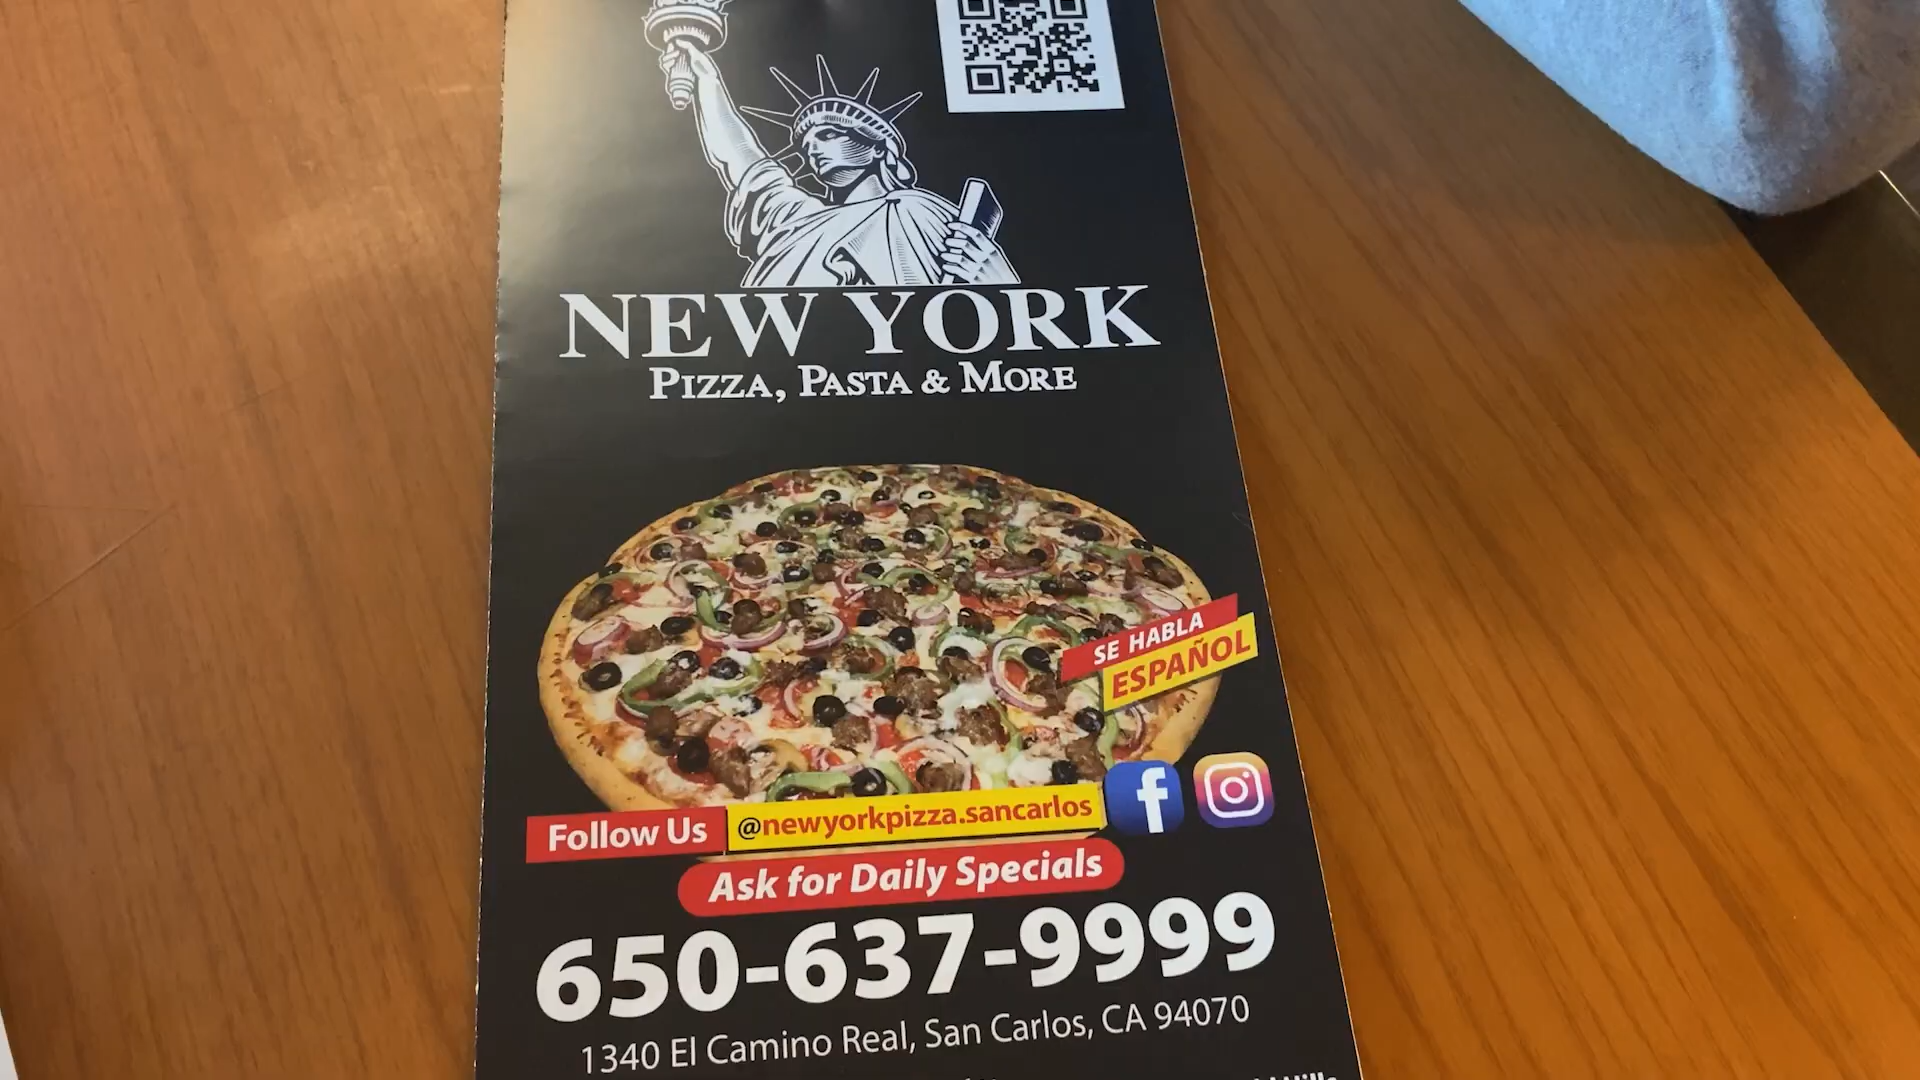 NEW YORK
PIZZA, PASTA & MORE
SE HABLA
ESPAÑOL
Follow Us @newyorkpizza.sancarlos
Ask for Daily Specials
650-637-9999
1340 El Camino Real, San Carlos, CA 94070